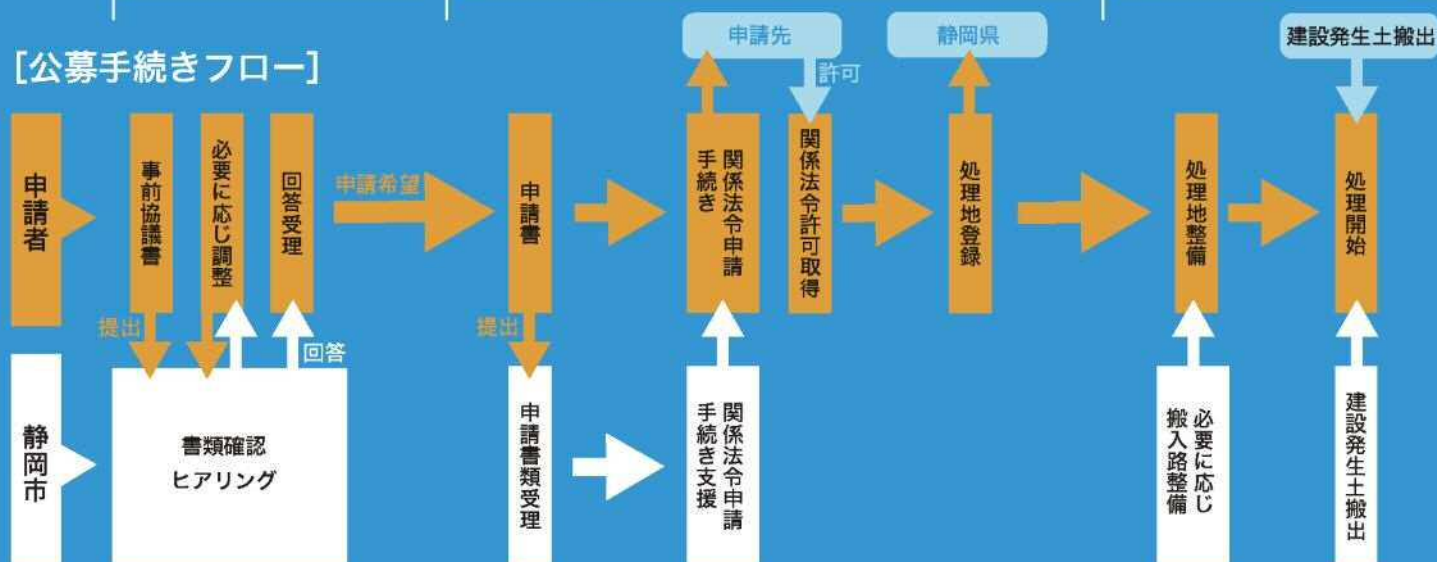 申請先
静岡県
建設発生土搬出
[公募手続きフロー]
許可
申請者
事前協議書
必要に応じ調整
回答受理
申請希望
申請書
関係法令申請
手続き
関係法令許可取得
処理地登録
処理地整備
処理開始
提出
回答
提出
静岡市
書類確認
ヒアリング
申請書類受理
関係法令申請
手続き支援
必要に応じ
搬入路整備
建設発生土搬出